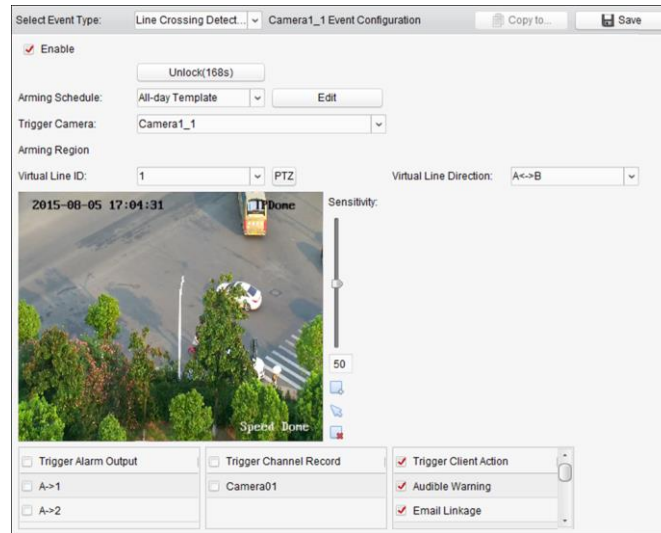 Select Event Type: Line Crossing Detect... Camera1_1 Event Configuration Copy to... Save
Enable
Unlock(168s)
Arming Schedule: All-day Template Edit
Trigger Camera: Camera1_1
Arming Region
Virtual Line ID: 1 PTZ Virtual Line Direction: A<->B
2015-08-05 17:04:31 IPDome Sensitivity:
50
Speed Dome
Trigger Alarm Output Trigger Channel Record Trigger Client Action
A->1 Camera01 Audible Warning
A->2 Email Linkage